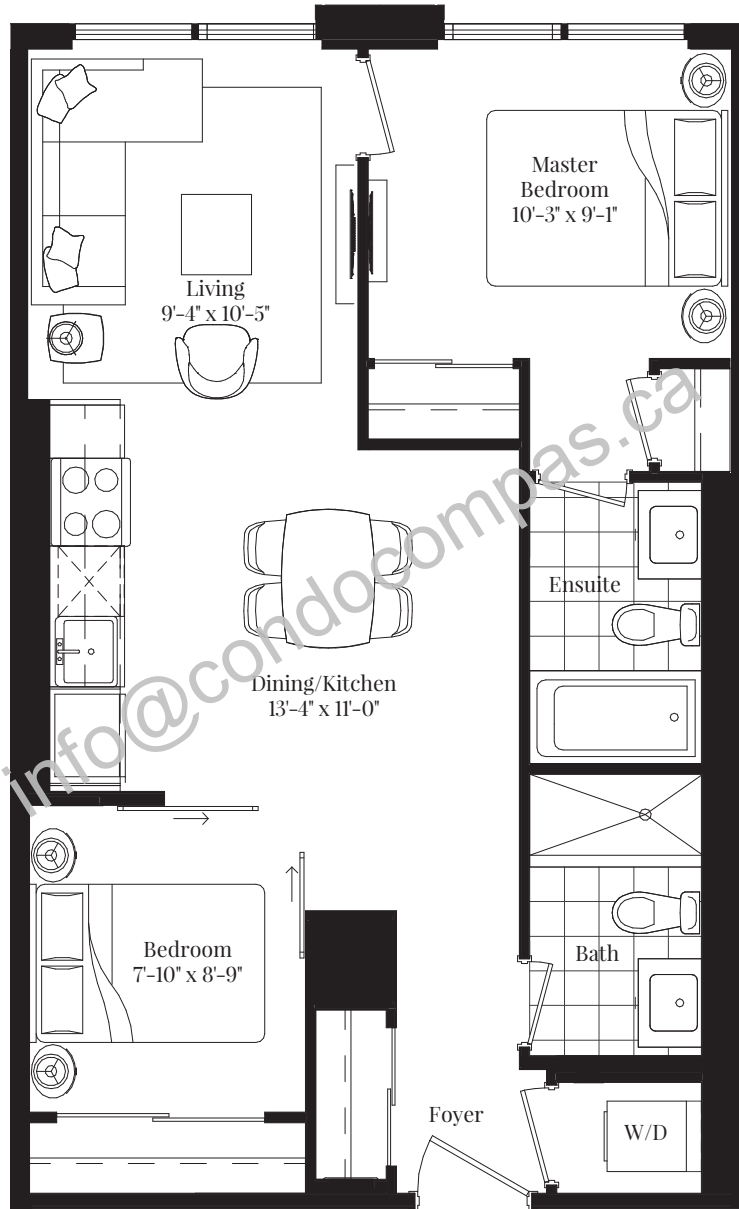 Master
Bedroom
10'-3" x 9'-1"
Living
9'-4" x 10'-5"
Ensuite
Dining/Kitchen
13'-4" x 11'-0"
info@condocompas.ca
Bedroom
7'-10" x 8'-9"
Bath
Foyer
W/D